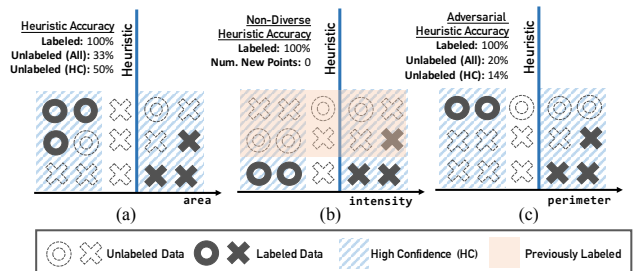 Heuristic Accuracy
Labeled: 100%
Unlabeled (All): 33%
Unlabeled (HC): 50%
Heuristic
area
(a)
Non-Diverse
Heuristic Accuracy
Labeled: 100%
Num. New Points: 0
Heuristic
intensity
(b)
Adversarial
Heuristic Accuracy
Labeled: 100%
Unlabeled (All): 20%
Unlabeled (HC): 14%
Heuristic
perimeter
(c)
Unlabeled Data
Labeled Data
High Confidence (HC)
Previously Labeled